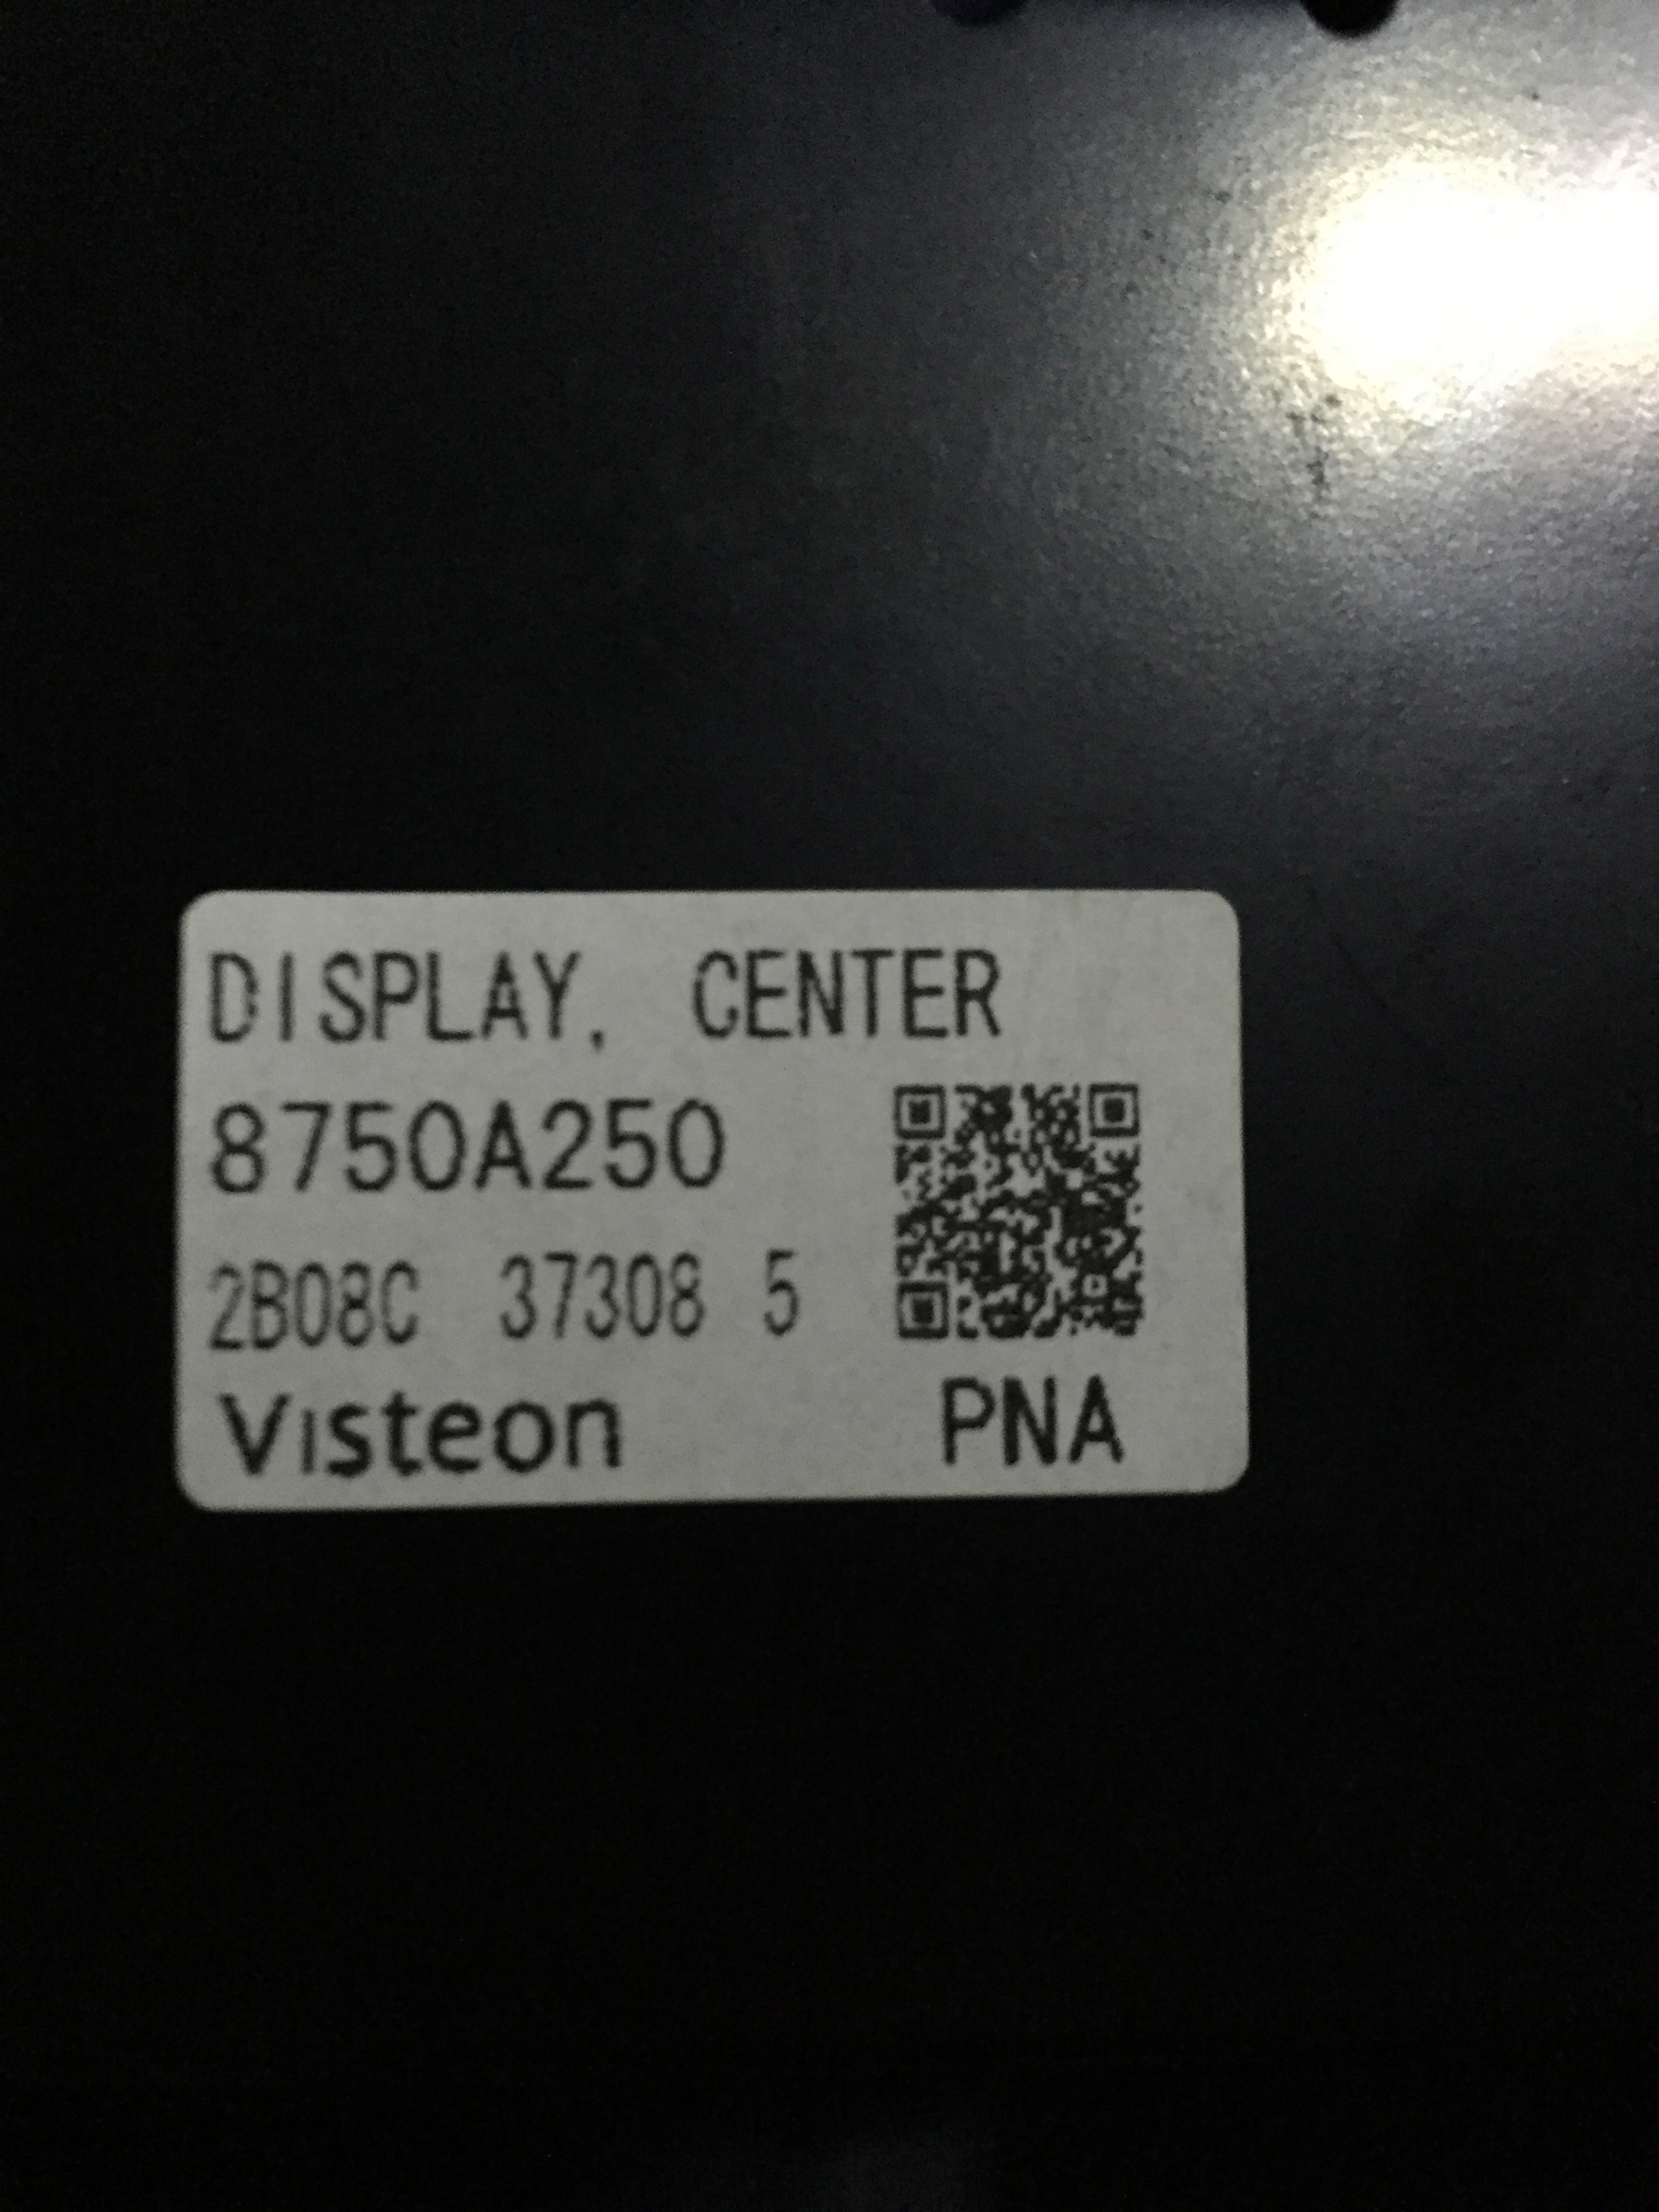 DISPLAY, CENTER
8750A250
2B08C 37308 5
Visteon PNA